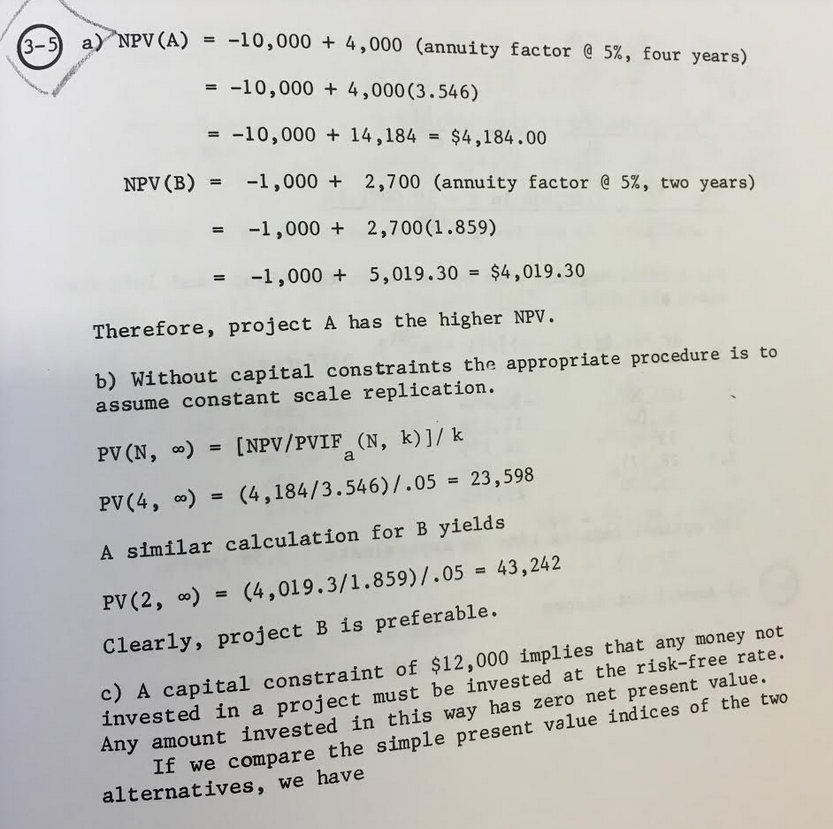 3-5 a) NPV(A) = -10,000 + 4,000 (annuity factor @ 5%, four years)
= -10,000 + 4,000(3.546)
= -10,000 + 14,184 = $4,184.00
NPV(B) = -1,000 + 2,700 (annuity factor @ 5%, two years)
= -1,000 + 2,700(1.859)
= -1,000 + 5,019.30 = $4,019.30
Therefore, project A has the higher NPV.
b) Without capital constraints the appropriate procedure is to
assume constant scale replication.
PV(N, ∞) = [NPV/PVIFₐ(N, k)]/ k
PV(4, ∞) = (4,184/3.546)/.05 = 23,598
A similar calculation for B yields
PV(2, ∞) = (4,019.3/1.859)/.05 = 43,242
Clearly, project B is preferable.
c) A capital constraint of $12,000 implies that any money not
invested in a project must be invested at the risk-free rate.
Any amount invested in this way has zero net present value.
If we compare the simple present value indices of the two
alternatives, we have